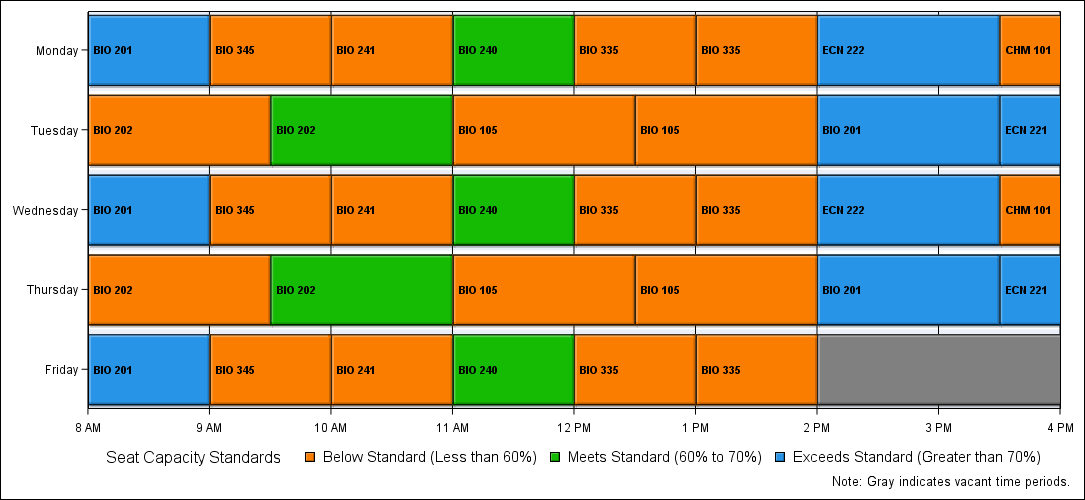 Monday BIO 201 BIO 345 BIO 241 BIO 240 BIO 335 BIO 335 ECN 222 CHM 101
Tuesday BIO 202 BIO 202 BIO 105 BIO 105 BIO 201 ECN 221
Wednesday BIO 201 BIO 345 BIO 241 BIO 240 BIO 335 BIO 335 ECN 222 CHM 101
Thursday BIO 202 BIO 202 BIO 105 BIO 105 BIO 201 ECN 221
Friday BIO 201 BIO 345 BIO 241 BIO 240 BIO 335 BIO 335
8 AM 9 AM 10 AM 11 AM 12 PM 1 PM 2 PM 3 PM 4 PM
Seat Capacity Standards Below Standard (Less than 60%) Meets Standard (60% to 70%) Exceeds Standard (Greater than 70%)
Note: Gray indicates vacant time periods.